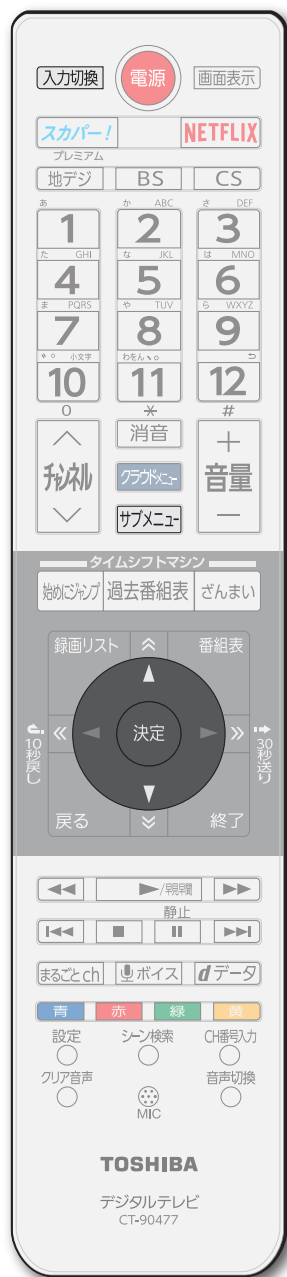 入力切換 電源 画面表示
スカパー! NETFLIX
プレミアム
地デジ BS CS
あ か ABC さ DEF
1 2 3
た GHI な JKL は MNO
4 5 6
ま PQRS や TUV ら WXYZ
7 8 9
小文字 わをん
10 11 12
0 #
チャンネル 消音 + 音量 -
クラウドメニュー
サブメニュー
タイムシフトマシン
始めにジャンプ 過去番組表 ざんまい
録画リスト 番組表
10秒戻し 決定 30秒送り
戻る 終了
静止
まるごとch ボイス dデータ
青 赤 緑 黄
設定 シーン検索 CH番号入力
クリア音声 音声切換
MIC
TOSHIBA
デジタルテレビ
CT-90477